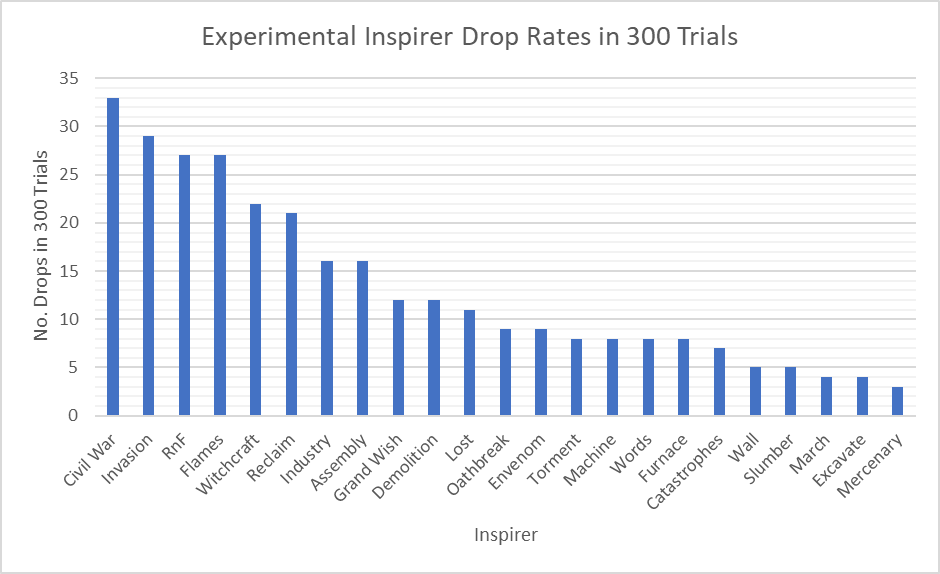 Experimental Inspirer Drop Rates in 300 Trials
No. Drops in 300 Trials
35
30
25
20
15
10
5
0
Civil War
Invasion
RnF
Flames
Witchcraft
Reclaim
Industry
Assembly
Grand Wish
Demolition
Lost
Oathbreak
Envenom
Torment
Machine
Words
Furnace
Catastrophes
Wall
Slumber
March
Excavate
Mercenary
Inspirer